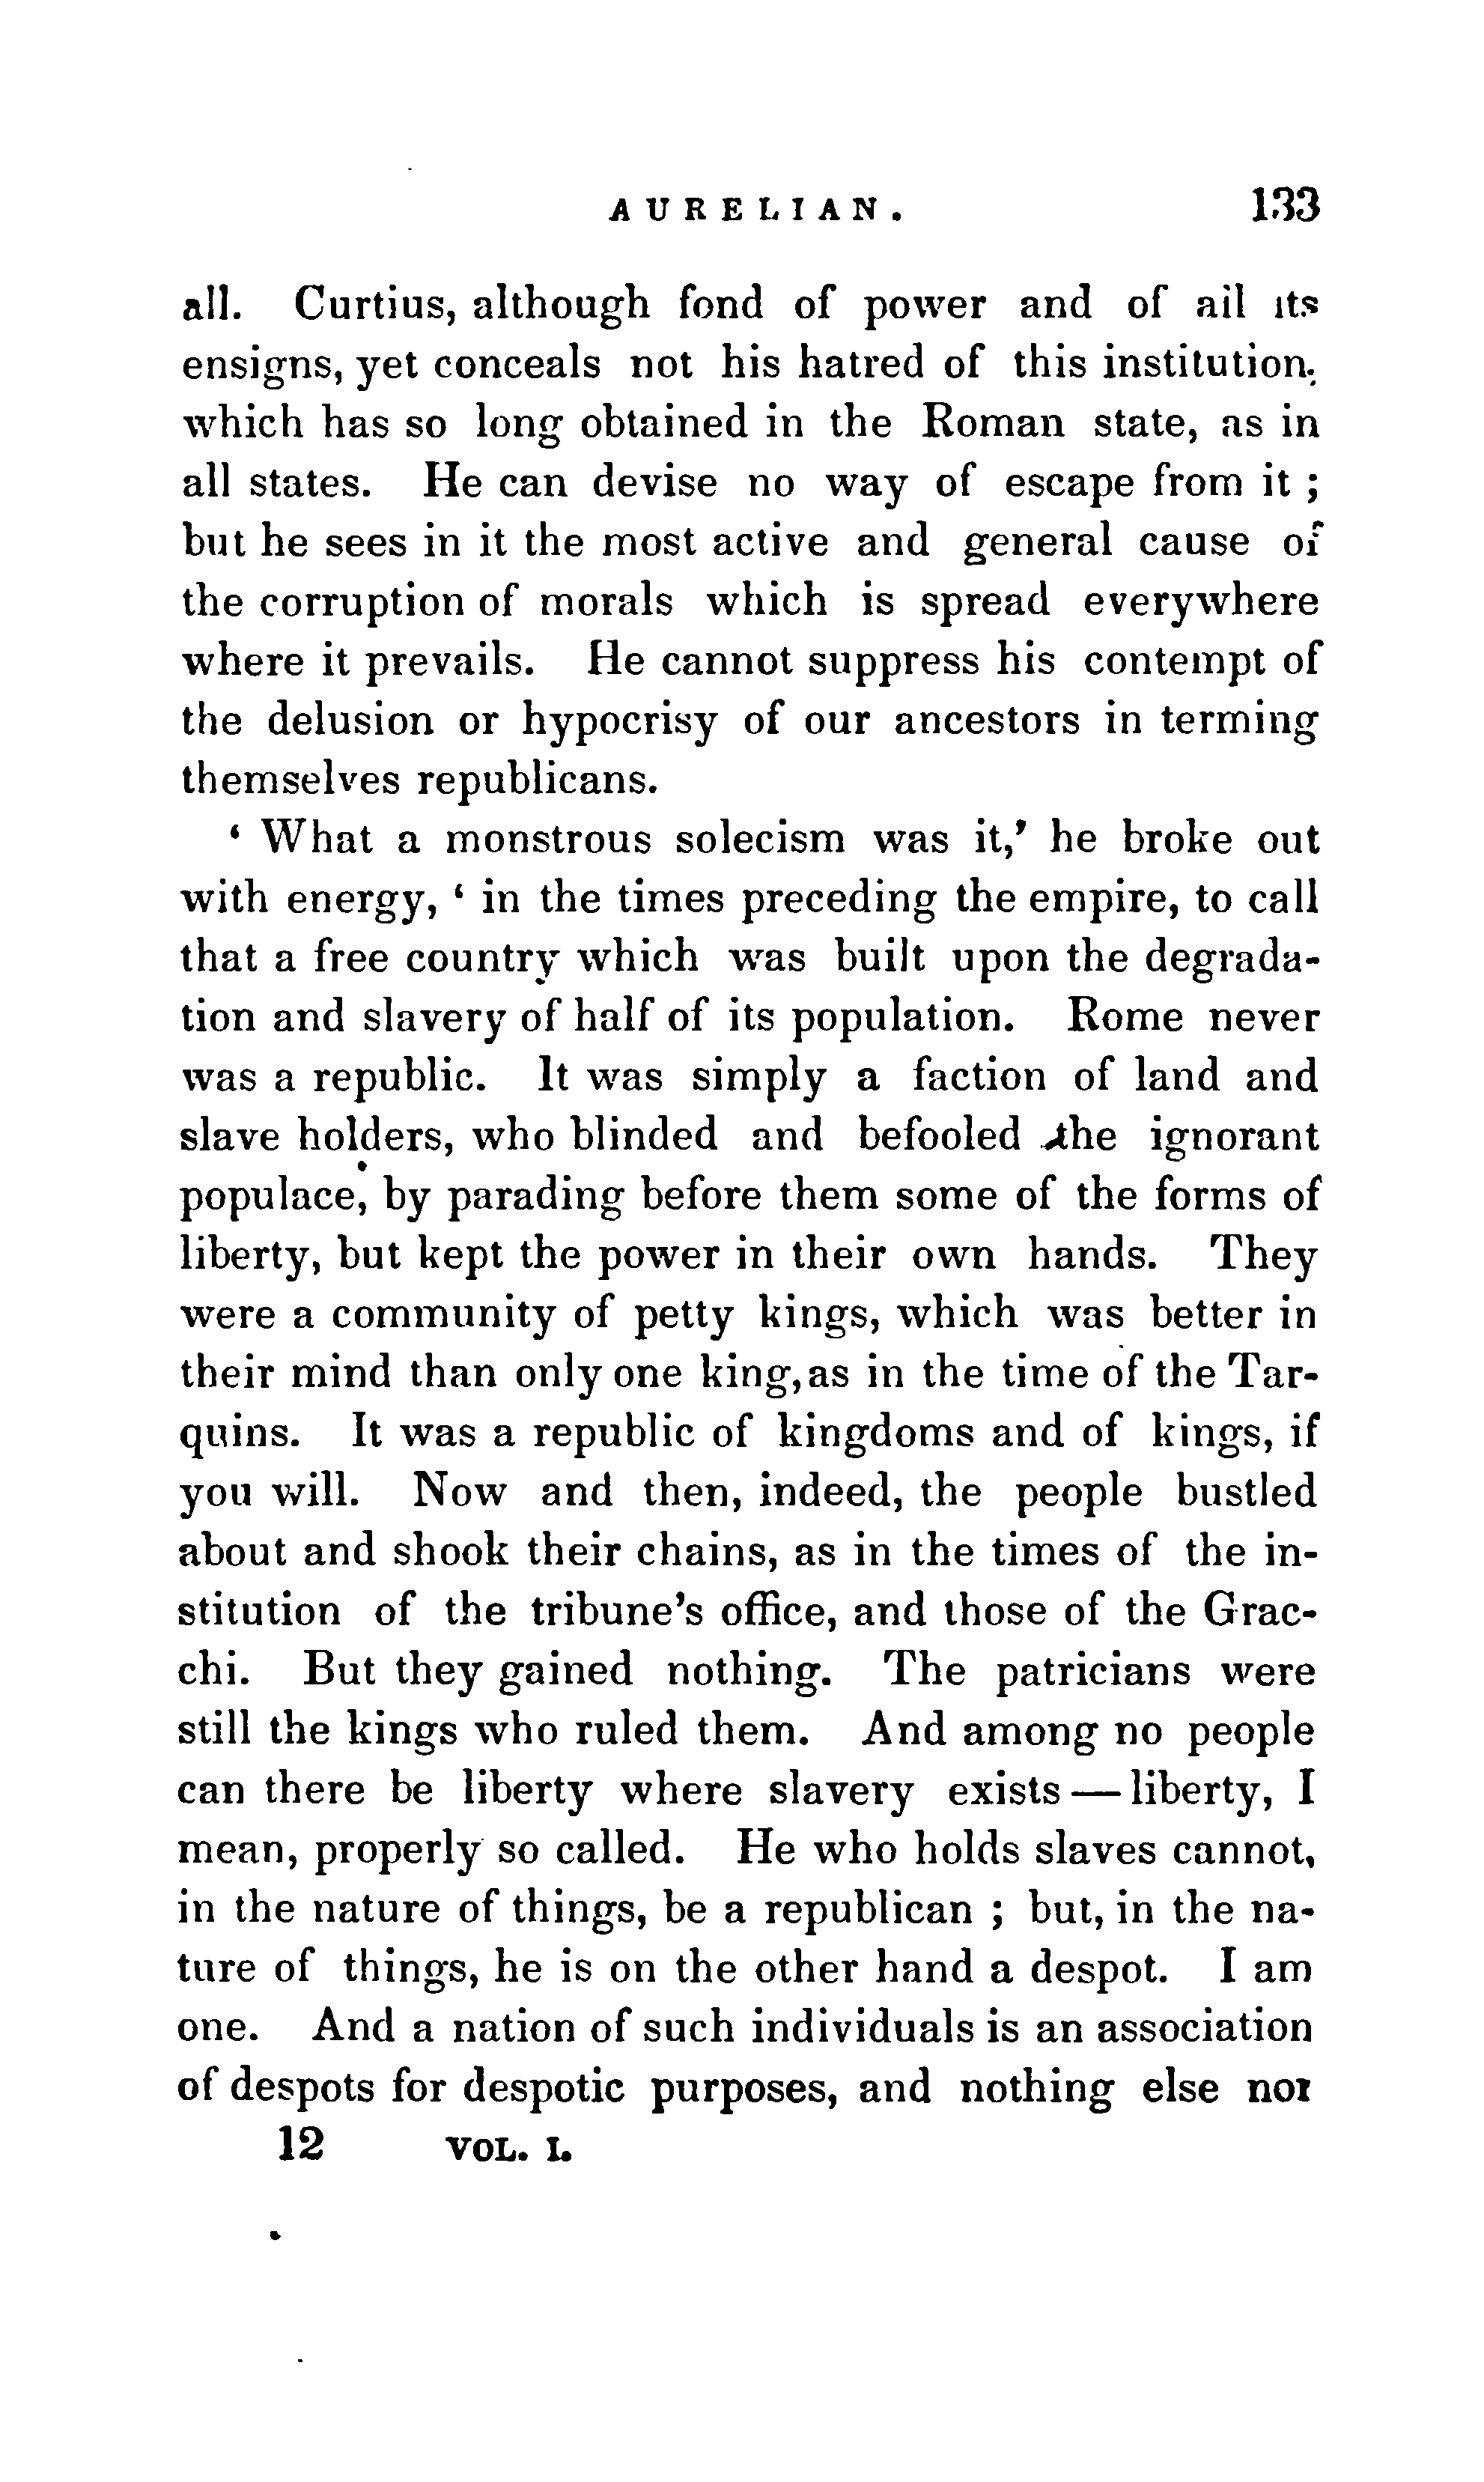 AURELIAN. 133
all. Curtius, although fond of power and of all its
ensigns, yet conceals not his hatred of this institution,
which has so long obtained in the Roman state, as in
all states. He can devise no way of escape from it ;
but he sees in it the most active and general cause of
the corruption of morals which is spread everywhere
where it prevails. He cannot suppress his contempt of
the delusion or hypocrisy of our ancestors in terming
themselves republicans.
‘ What a monstrous solecism was it,’ he broke out
with energy, ‘ in the times preceding the empire, to call
that a free country which was built upon the degrada-
tion and slavery of half of its population. Rome never
was a republic. It was simply a faction of land and
slave holders, who blinded and befooled the ignorant
populace, by parading before them some of the forms of
liberty, but kept the power in their own hands. They
were a community of petty kings, which was better in
their mind than only one king, as in the time of the Tar-
quins. It was a republic of kingdoms and of kings, if
you will. Now and then, indeed, the people bustled
about and shook their chains, as in the times of the in-
stitution of the tribune’s office, and those of the Grac-
chi. But they gained nothing. The patricians were
still the kings who ruled them. And among no people
can there be liberty where slavery exists — liberty, I
mean, properly so called. He who holds slaves cannot,
in the nature of things, be a republican ; but, in the na-
ture of things, he is on the other hand a despot. I am
one. And a nation of such individuals is an association
of despots for despotic purposes, and nothing else nor
12 VOL. I.